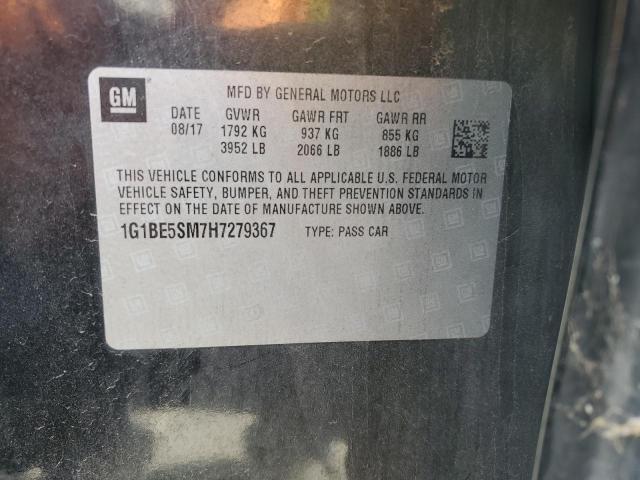 GM
MFD BY GENERAL MOTORS LLC
DATE GVWR GAWR FRT GAWR RR
08/17 1792 KG 937 KG 855 KG
3952 LB 2066 LB 1886 LB
THIS VEHICLE CONFORMS TO ALL APPLICABLE U.S. FEDERAL MOTOR
VEHICLE SAFETY, BUMPER, AND THEFT PREVENTION STANDARDS IN
EFFECT ON THE DATE OF MANUFACTURE SHOWN ABOVE.
1G1BE5SM7H7279367 TYPE: PASS CAR